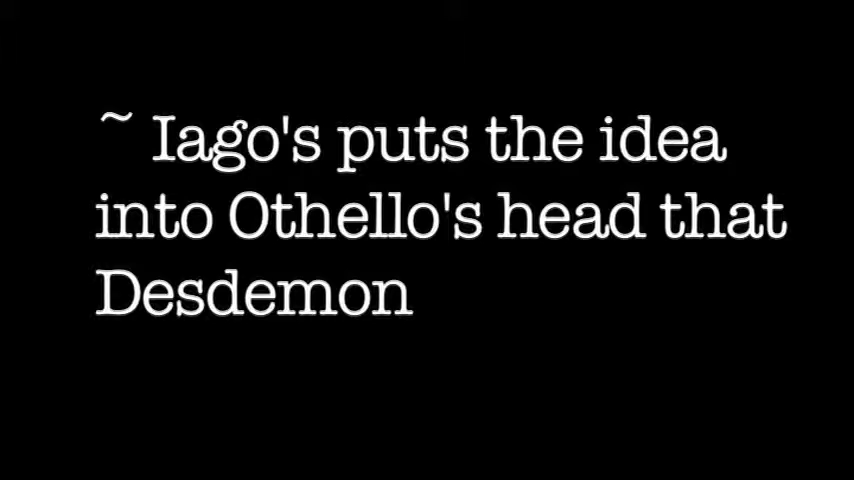 ~ Iago's puts the idea
into Othello's head that
Desdemon